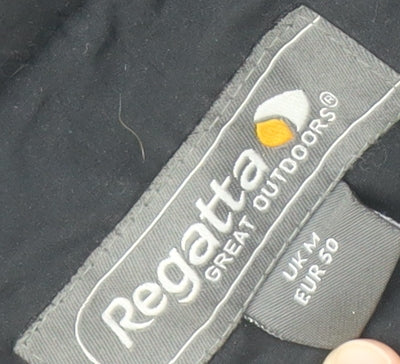 Regatta
GREAT OUTDOORS®
UK M
EUR 50